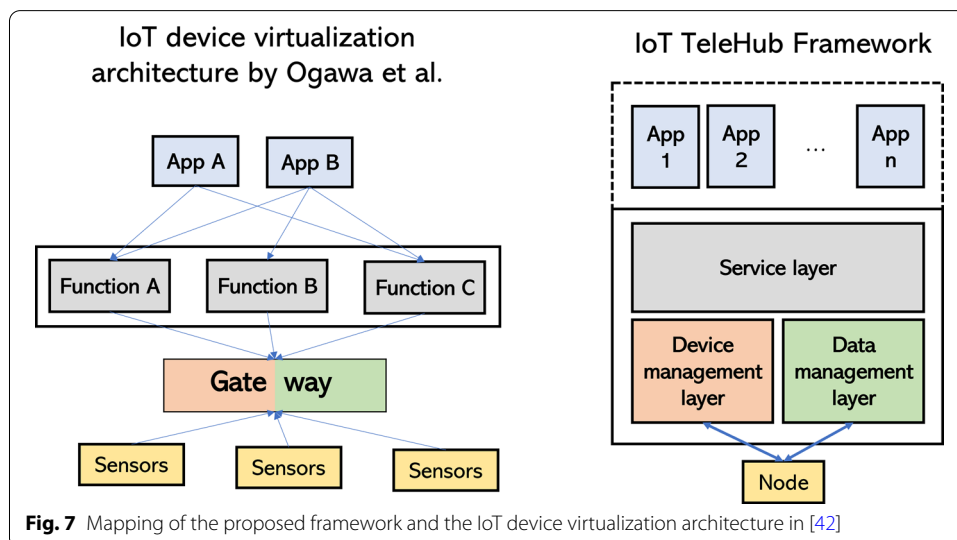 IoT device virtualization
architecture by Ogawa et al.
App A
App B
Function A
Function B
Function C
Gate way
Sensors
Sensors
Sensors
IoT TeleHub Framework
App
1
App
2
...
App
n
Service layer
Device
management
layer
Data
management
layer
Node
Fig. 7 Mapping of the proposed framework and the IoT device virtualization architecture in [42]